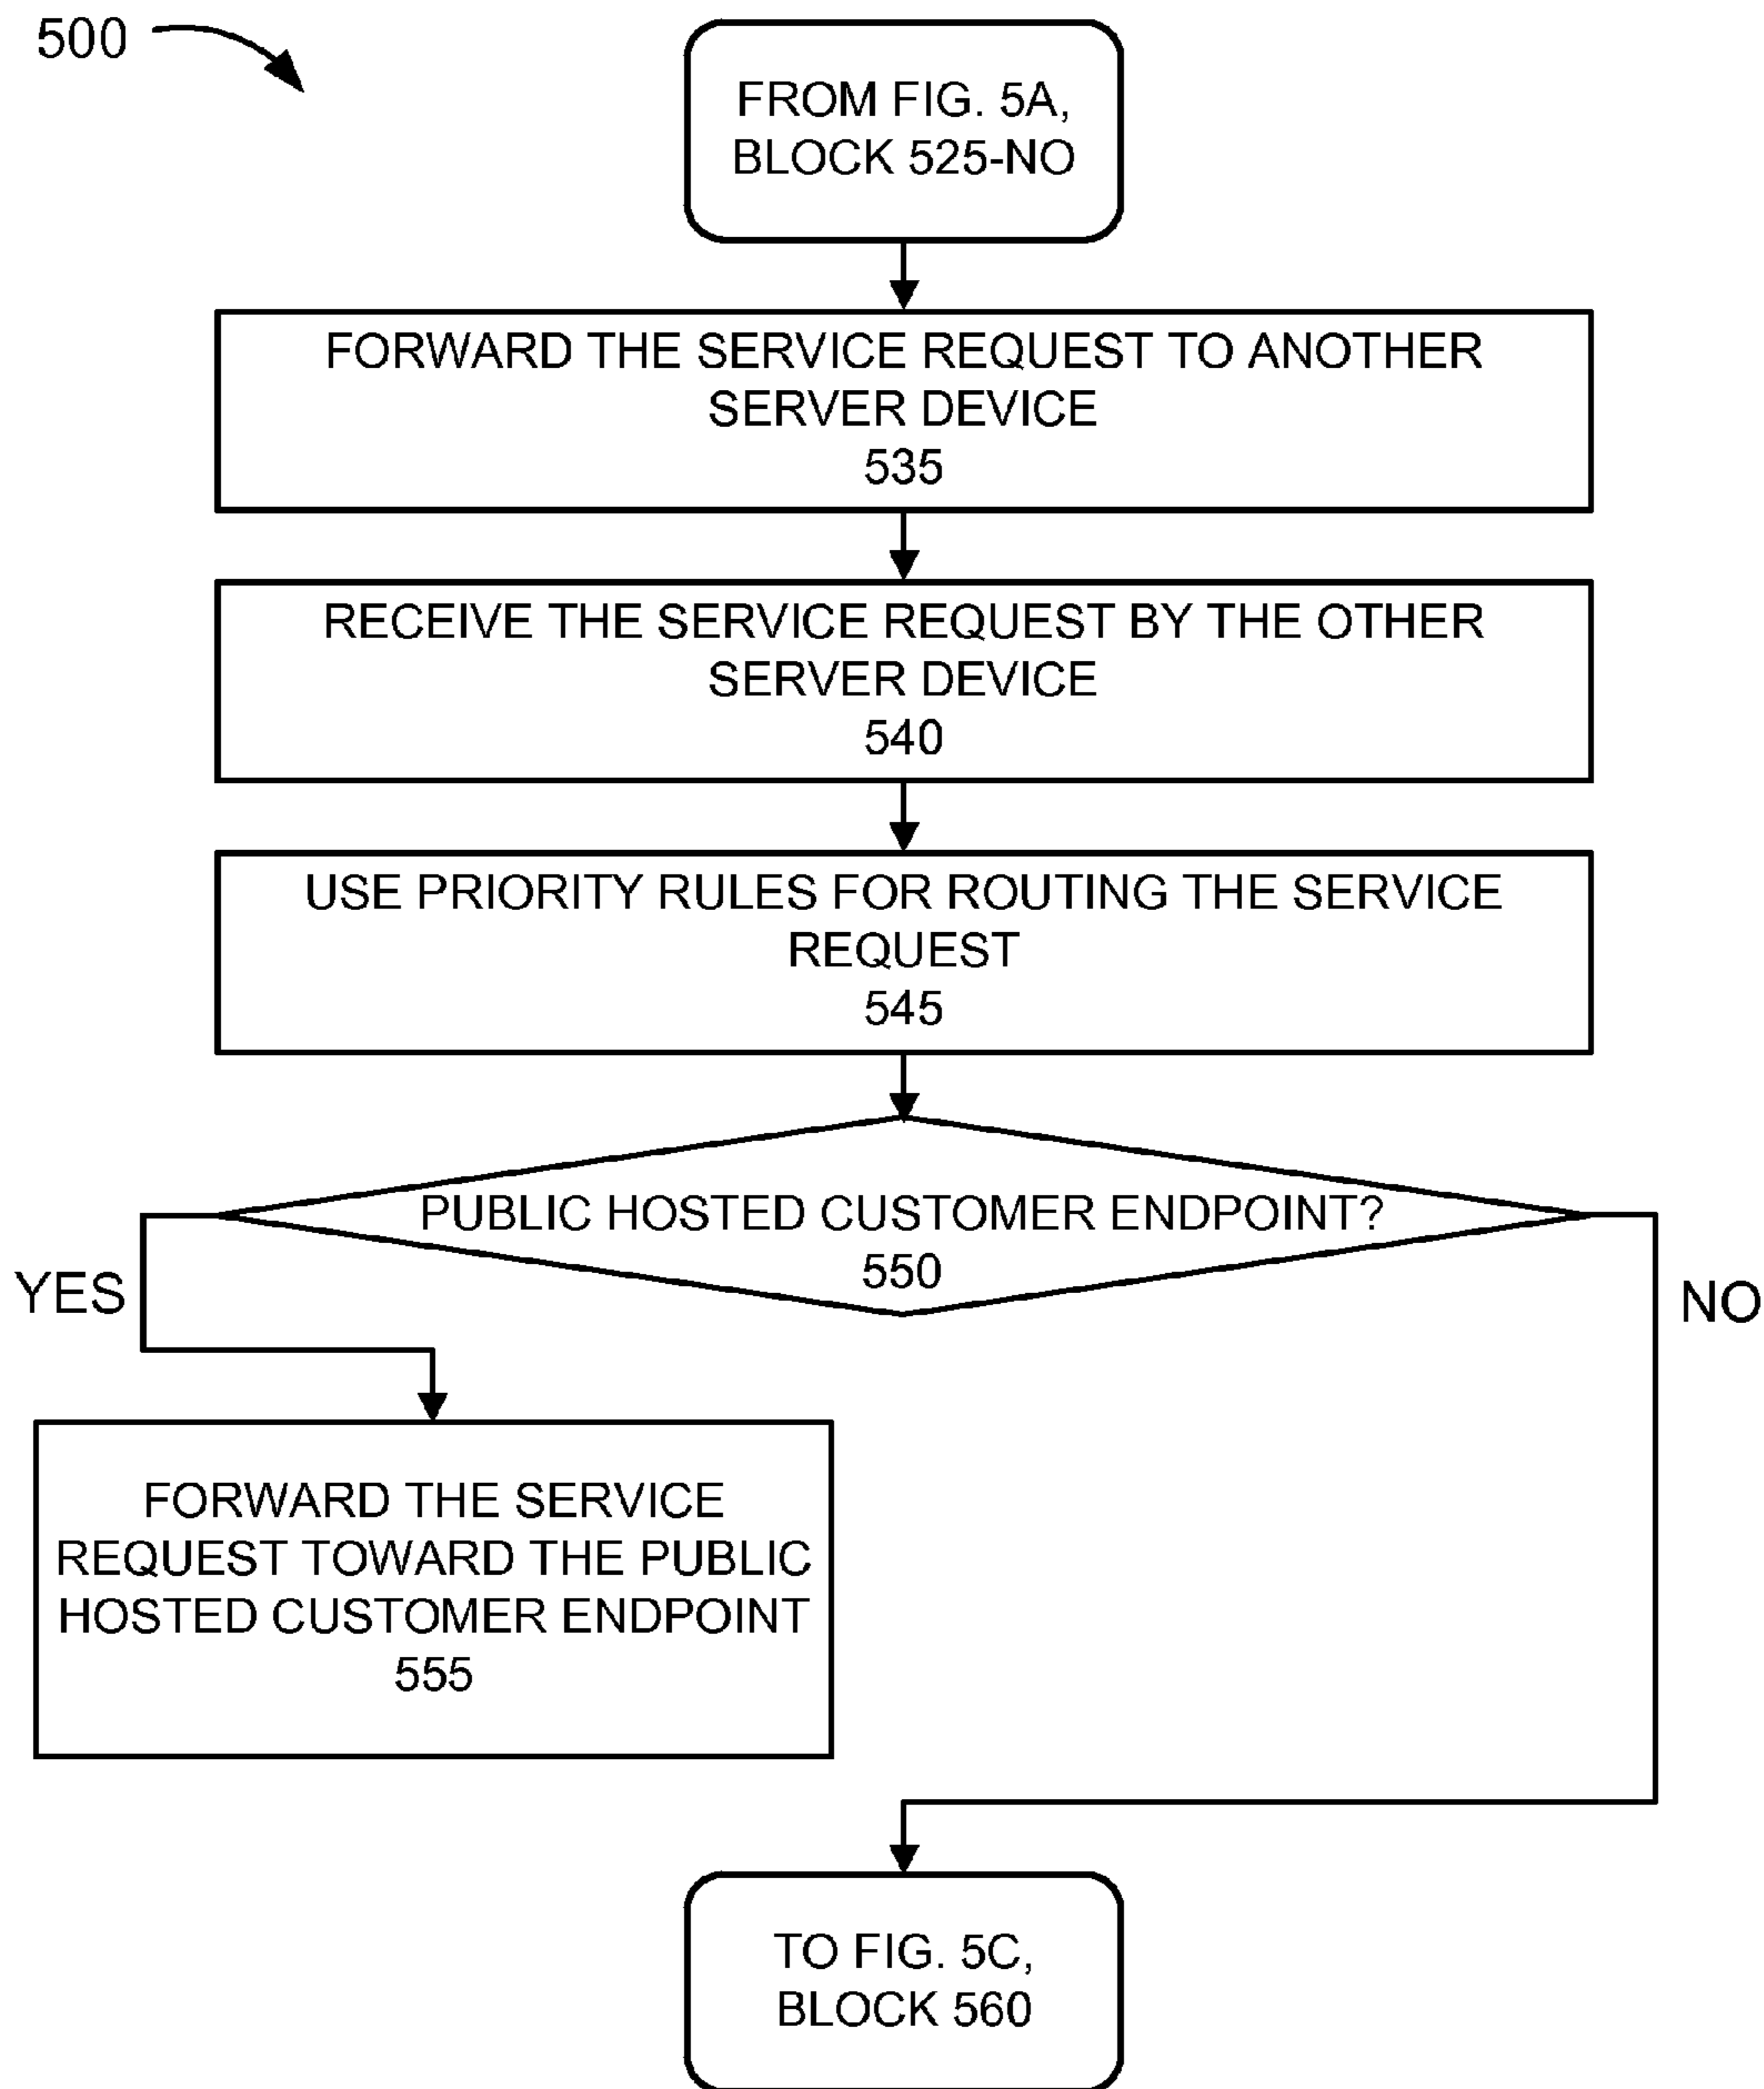 500
FROM FIG. 5A,
BLOCK 525-NO
FORWARD THE SERVICE REQUEST TO ANOTHER
SERVER DEVICE
535
RECEIVE THE SERVICE REQUEST BY THE OTHER
SERVER DEVICE
540
USE PRIORITY RULES FOR ROUTING THE SERVICE
REQUEST
545
PUBLIC HOSTED CUSTOMER ENDPOINT?
550
YES
NO
FORWARD THE SERVICE
REQUEST TOWARD THE PUBLIC
HOSTED CUSTOMER ENDPOINT
555
TO FIG. 5C,
BLOCK 560